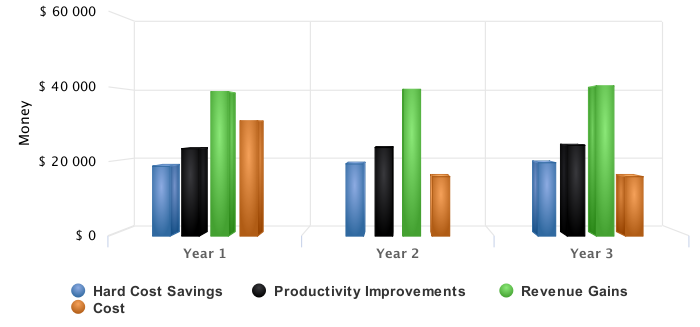 $ 60 000
$ 40 000
$ 20 000
$ 0
Money
Year 1
Year 2
Year 3
Hard Cost Savings
Productivity Improvements
Revenue Gains
Cost